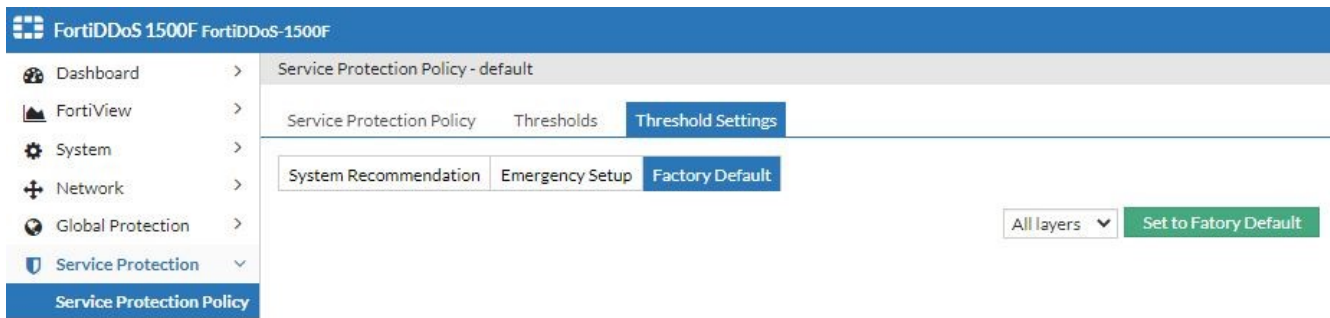 FortiDDoS 1500F FortiDDoS-1500F
Dashboard
FortiView
System
Network
Global Protection
Service Protection
Service Protection Policy
Service Protection Policy - default
Service Protection Policy Thresholds Threshold Settings
System Recommendation Emergency Setup Factory Default
All layers Set to Fatory Default